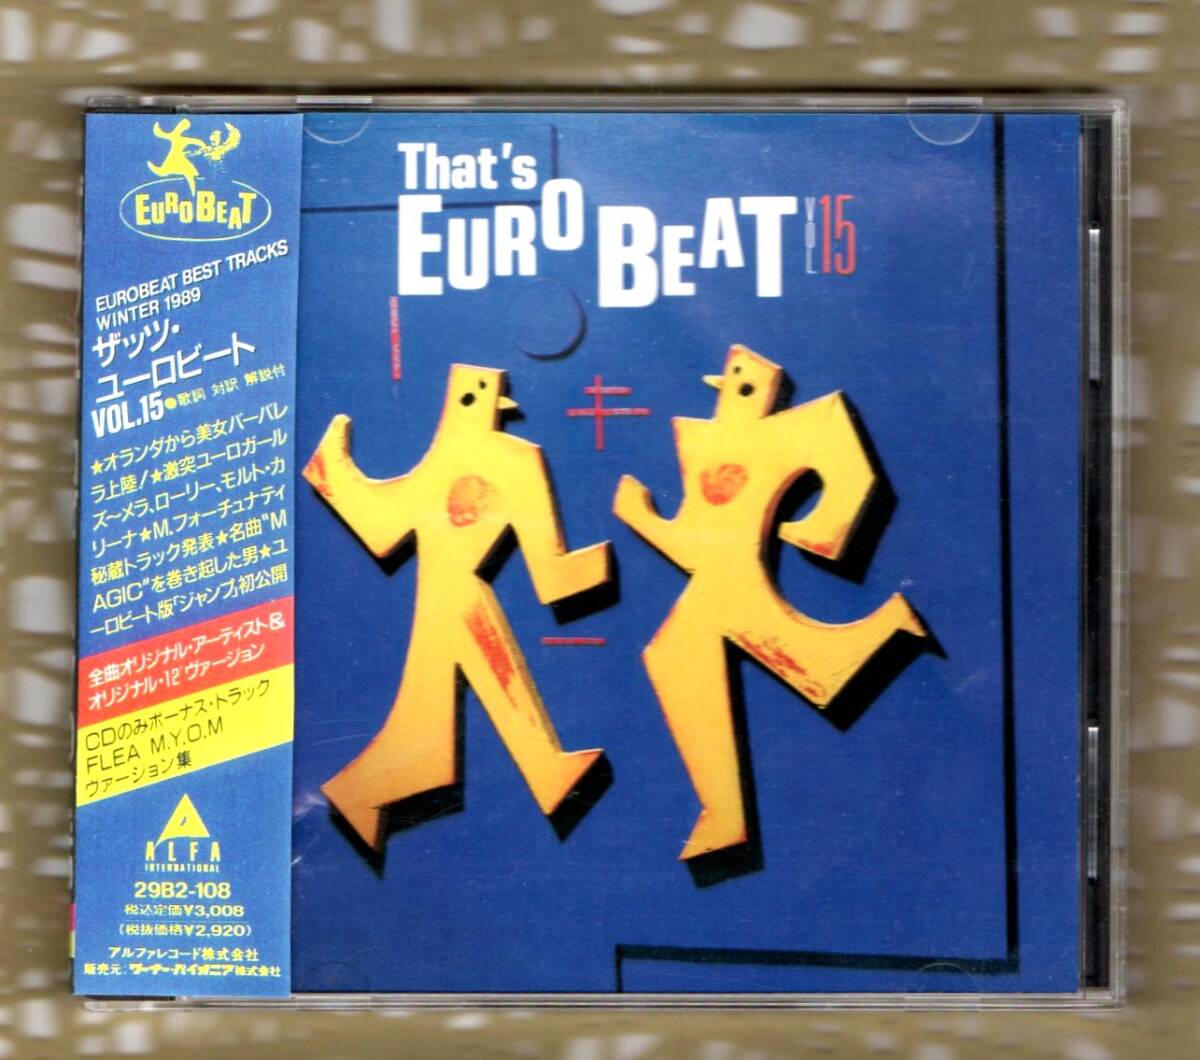 EUROBEAT
EUROBEAT BEST TRACKS
WINTER 1989
ザッツ・
ユーロビート
VOL.15●歌詞 対訳 解説付
★オランダから美女バーバレ
ラ上陸!★激突ユーロガール
ズーメラ、ローリー、モルト・カ
リーナ★M.フォーチュナティ
秘蔵トラック発表★名曲"M
AGIC"を巻き起した男★ユ
ーロビート版「ジャンプ」初公開
全曲オリジナル・アーティスト&
オリジナル・12"ヴァージョン
CDのみボーナス・トラック
FLEA M.Y.O.M
ヴァージョン集
ALFA
INTERNATIONAL
29B2-108
税込定価¥3,008
(税抜価格¥2,920)
アルファレコード株式会社
販売元:ワーナー・パイオニア株式会社
That's
EURO BEAT
VOL 15